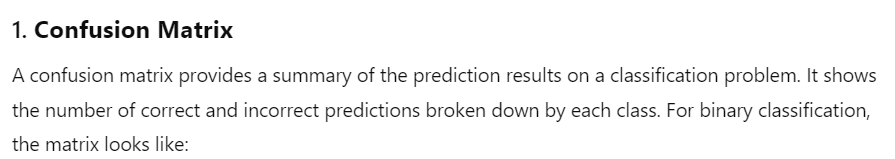 1. Confusion Matrix
A confusion matrix provides a summary of the prediction results on a classification problem. It shows
the number of correct and incorrect predictions broken down by each class. For binary classification,
the matrix looks like: